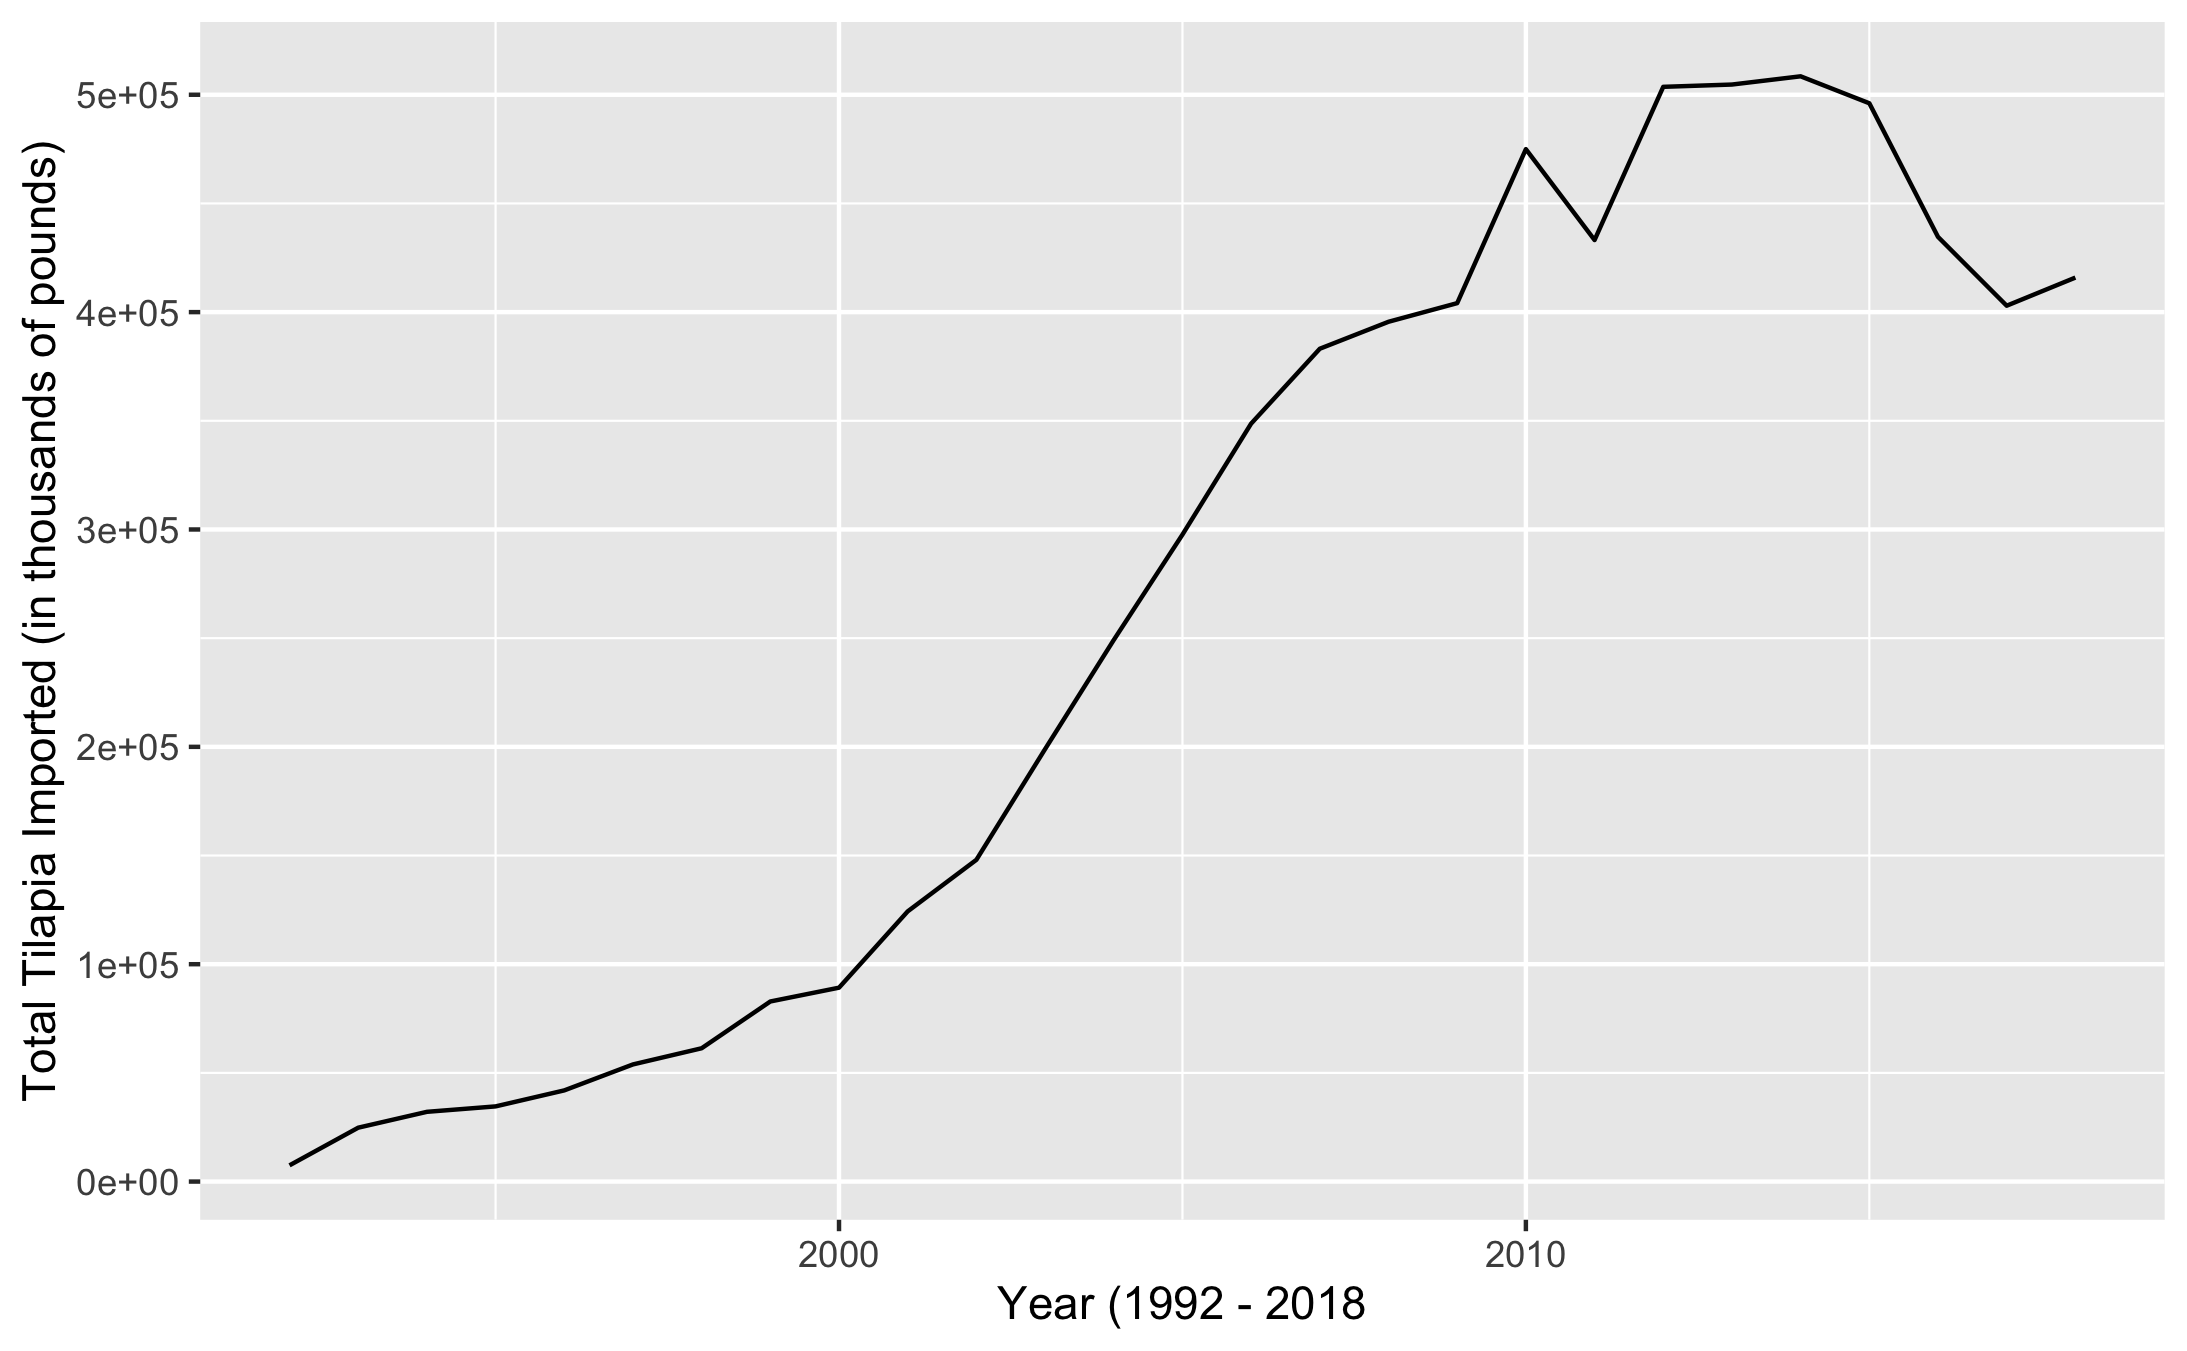 Total Tilapia Imported (in thousands of pounds)
5e+05
4e+05
3e+05
2e+05
1e+05
0e+00
2000 2010
Year (1992 - 2018